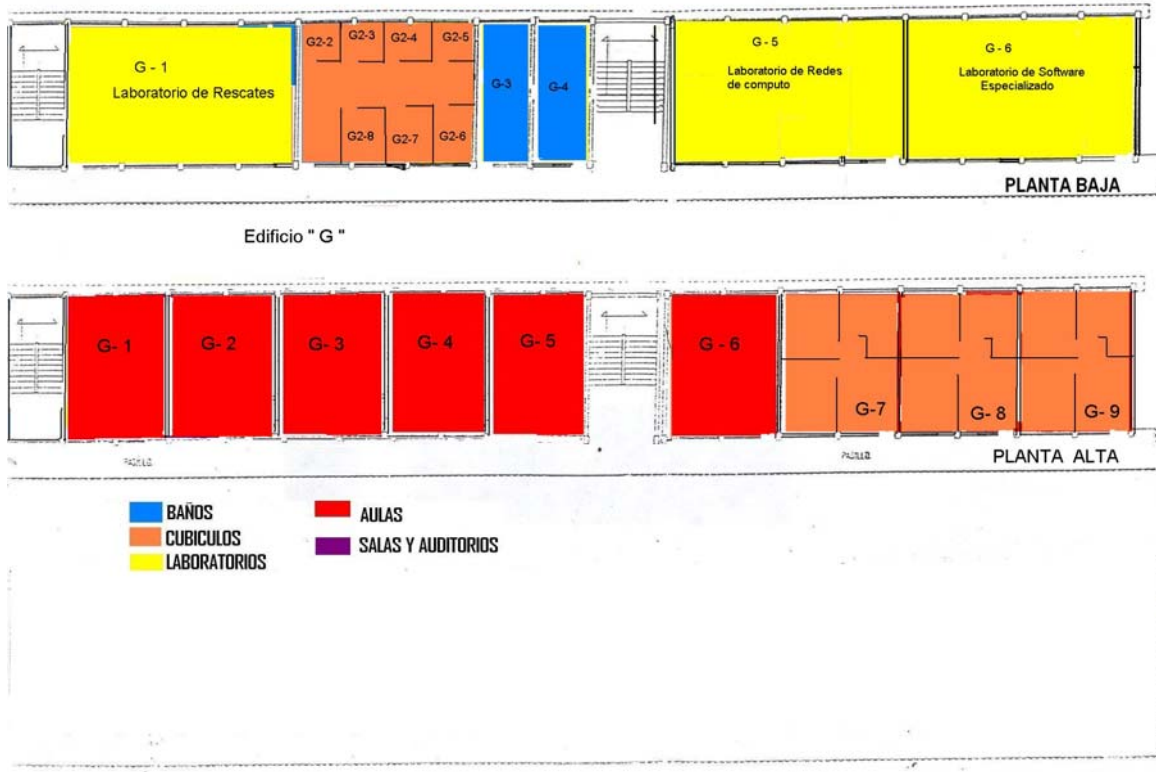 G - 1
Laboratorio de Rescates
G2-2
G2-3
G2-4
G2-5
G2-8
G2-7
G2-6
G-3
G-4
G - 5
Laboratorio de Redes
de computo
G - 6
Laboratorio de Software
Especializado
PLANTA BAJA
Edificio " G "
G- 1
G- 2
G- 3
G- 4
G- 5
G - 6
G-7
G- 8
G- 9
PLANTA ALTA
BAÑOS
CUBICULOS
LABORATORIOS
AULAS
SALAS Y AUDITORIOS